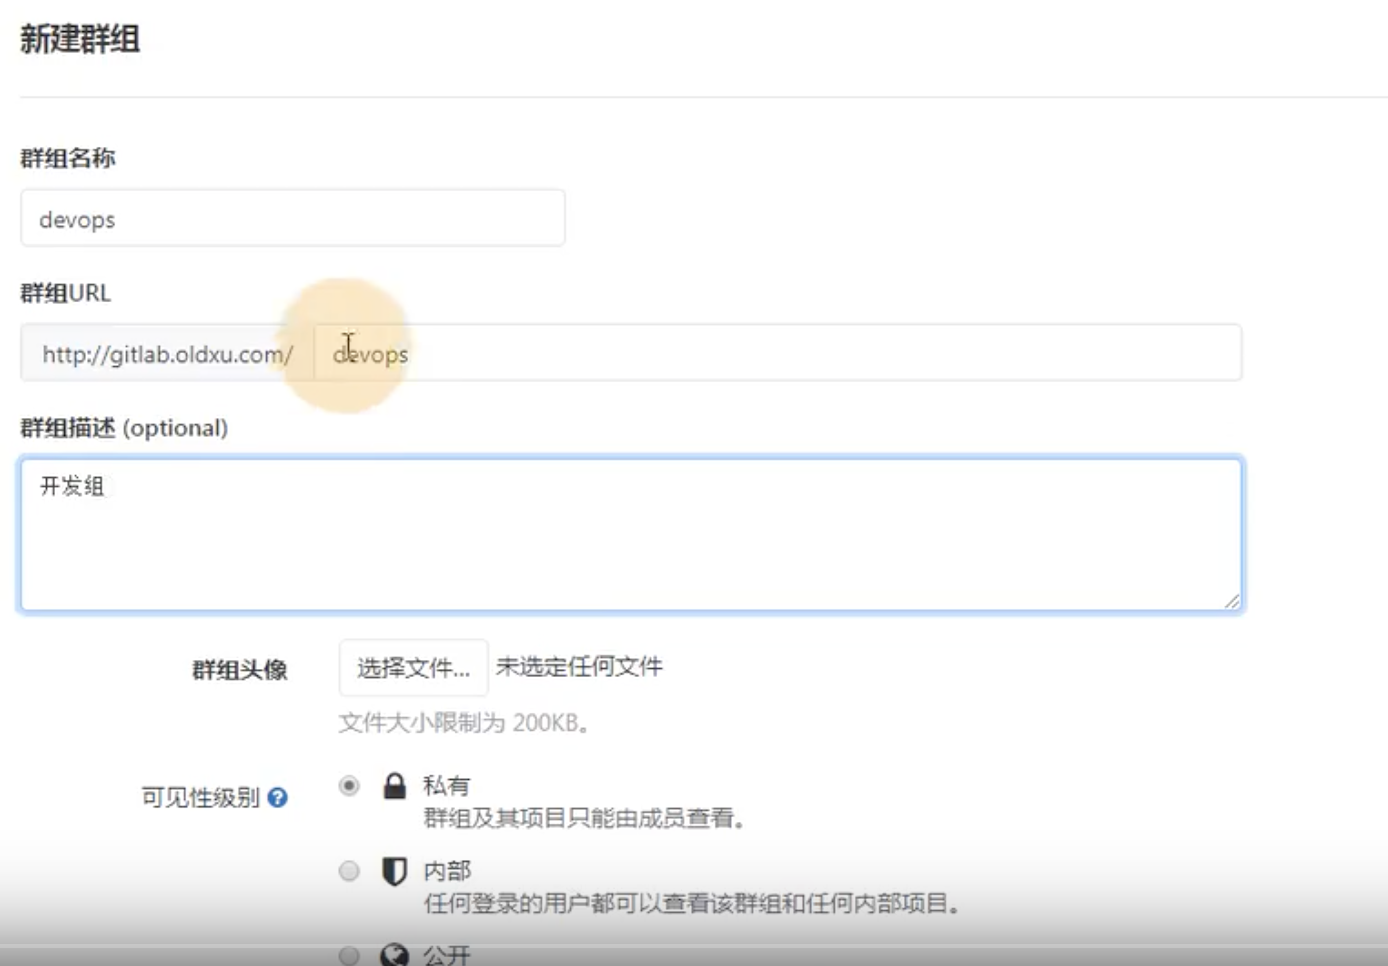 新建群组
群组名称
devops
群组URL
http://gitlab.oldxu.com/ devops
群组描述 (optional)
开发组
群组头像 选择文件... 未选定任何文件
文件大小限制为 200KB。
可见性级别 ? 私有
群组及其项目只能由成员查看。
内部
任何登录的用户都可以查看该群组和任何内部项目。
公开